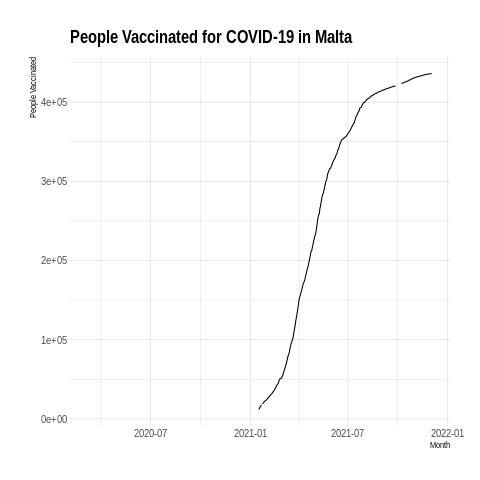 People Vaccinated for COVID-19 in Malta
People Vaccinated
4e+05
3e+05
2e+05
1e+05
0e+00
2020-07 2021-01 2021-07 2022-01
Month